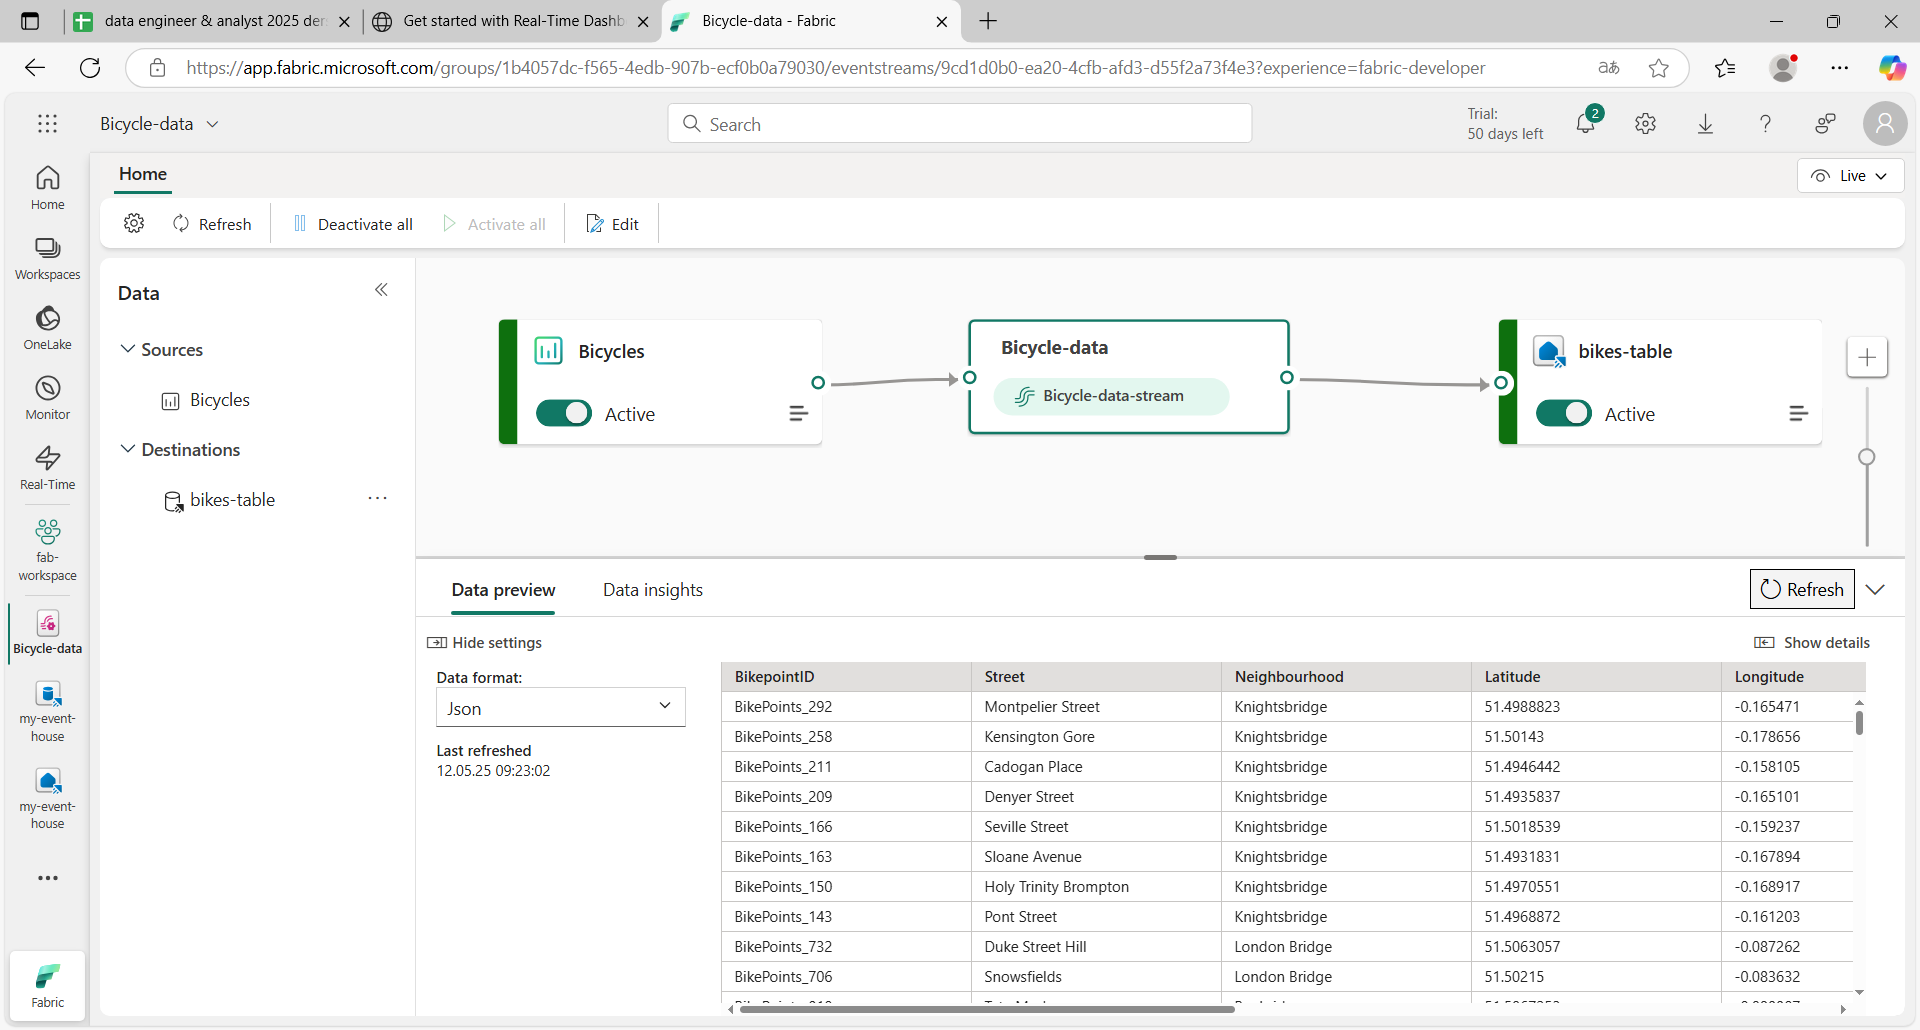 data engineer & analyst 2025 der
Get started with Real-Time Dashb
Bicycle-data - Fabric
https://app.fabric.microsoft.com/groups/1b4057dc-f565-4edb-907b-ecf0b0a79030/eventstreams/9cd1d0b0-ea20-4cfb-afd3-d55f2a73f4e3?experience=fabric-developer
Bicycle-data
Search
Trial:
50 days left
2
Home
Live
Refresh
Deactivate all
Activate all
Edit
Home
Workspaces
OneLake
Monitor
Real-Time
fab-
workspace
Bicycle-data
my-event-
house
my-event-
house
Fabric
Data
Sources
Bicycles
Destinations
bikes-table
Bicycles
Active
Bicycle-data
Bicycle-data-stream
bikes-table
Active
Data preview
Data insights
Refresh
Hide settings
Show details
Data format:
Json
Last refreshed
12.05.25 09:23:02
BikepointID Street Neighbourhood Latitude Longitude
BikePoints_292 Montpelier Street Knightsbridge 51.4988823 -0.165471
BikePoints_258 Kensington Gore Knightsbridge 51.50143 -0.178656
BikePoints_211 Cadogan Place Knightsbridge 51.4946442 -0.158105
BikePoints_209 Denyer Street Knightsbridge 51.4935837 -0.165101
BikePoints_166 Seville Street Knightsbridge 51.5018539 -0.159237
BikePoints_163 Sloane Avenue Knightsbridge 51.4931831 -0.167894
BikePoints_150 Holy Trinity Brompton Knightsbridge 51.4970551 -0.168917
BikePoints_143 Pont Street Knightsbridge 51.4968872 -0.161203
BikePoints_732 Duke Street Hill London Bridge 51.5063057 -0.087262
BikePoints_706 Snowsfields London Bridge 51.50215 -0.083632